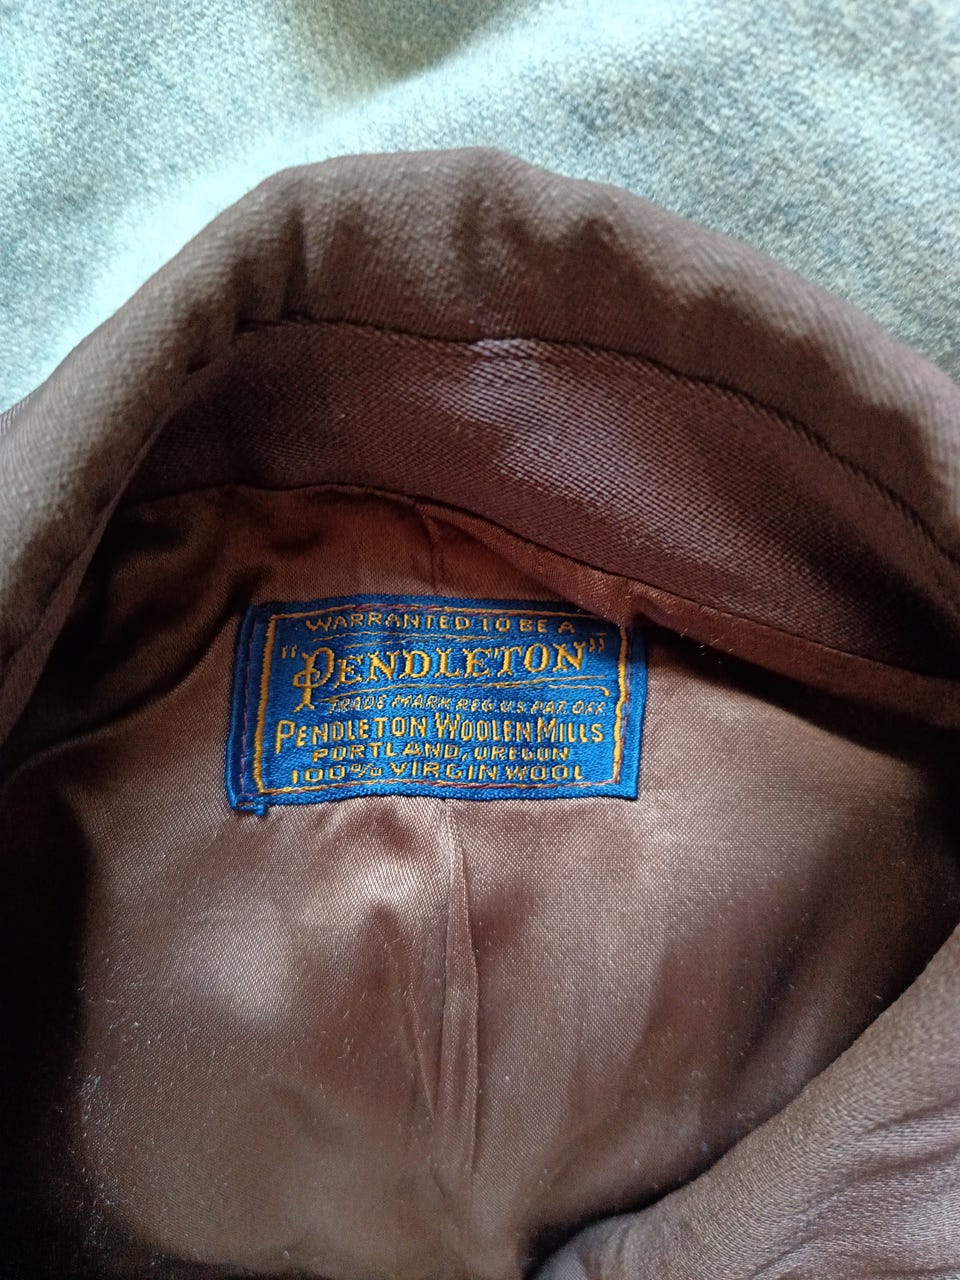 WARRANTED TO BE A
"PENDLETON"
TRADE MARK REG. U.S. PAT. OFF.
PENDLETON WOOLEN MILLS
PORTLAND, OREGON
100% VIRGIN WOOL